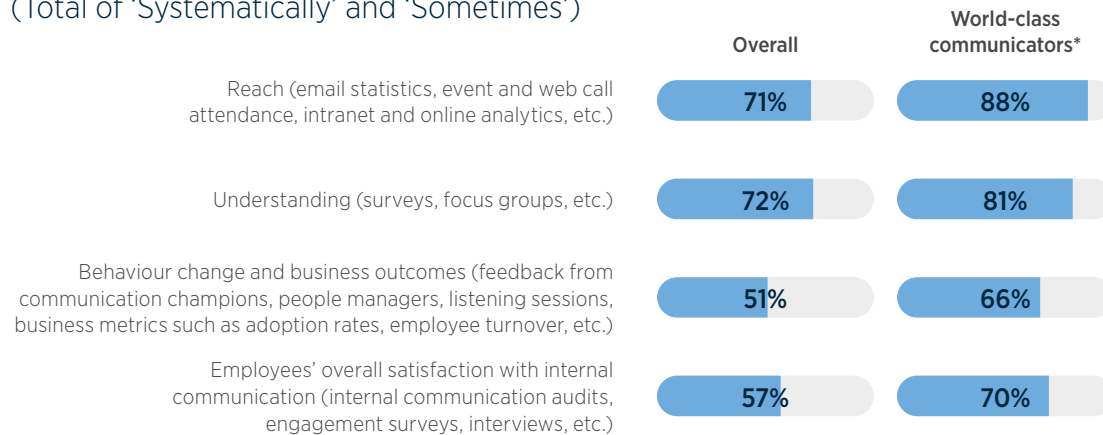 (Total of ‘Systematically’ and ‘Sometimes’)
Overall
World-class
communicators*
Reach (email statistics, event and web call
attendance, intranet and online analytics, etc.)
71%
88%
Understanding (surveys, focus groups, etc.)
72%
81%
Behaviour change and business outcomes (feedback from
communication champions, people managers, listening sessions,
business metrics such as adoption rates, employee turnover, etc.)
51%
66%
Employees’ overall satisfaction with internal
communication (internal communication audits,
engagement surveys, interviews, etc.)
57%
70%